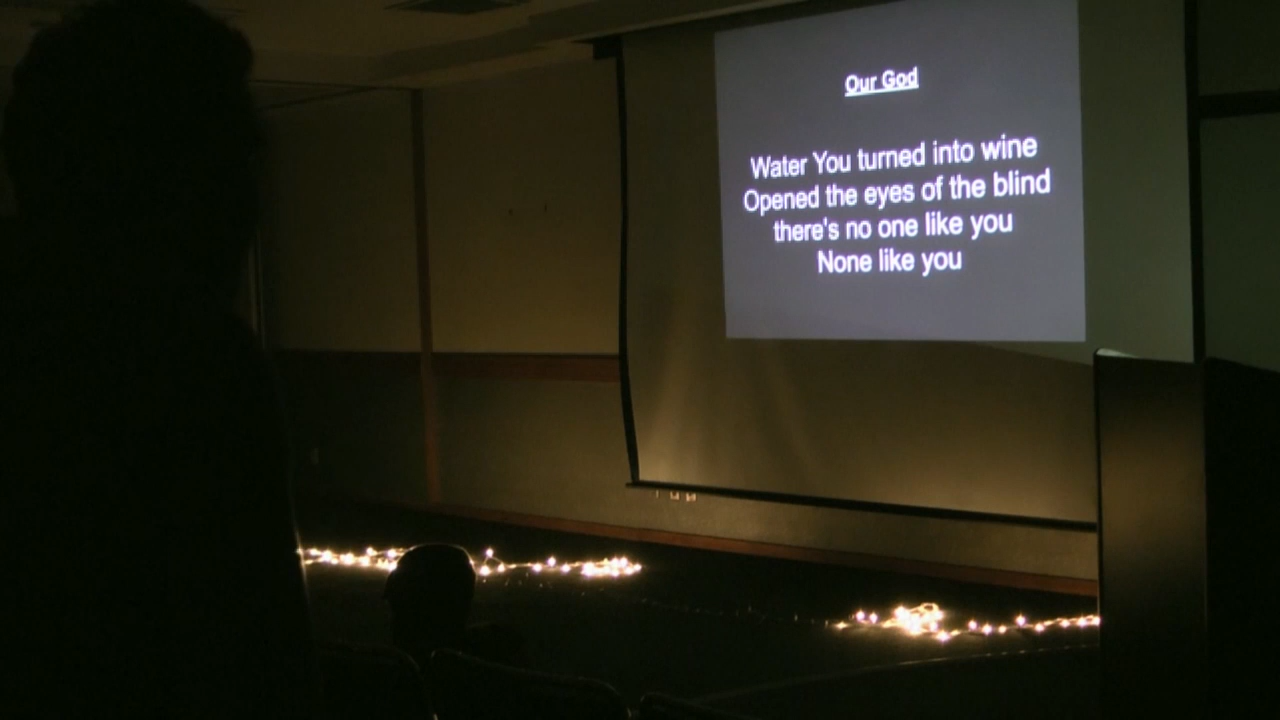 Our God
Water You turned into wine
Opened the eyes of the blind
there's no one like you
None like you